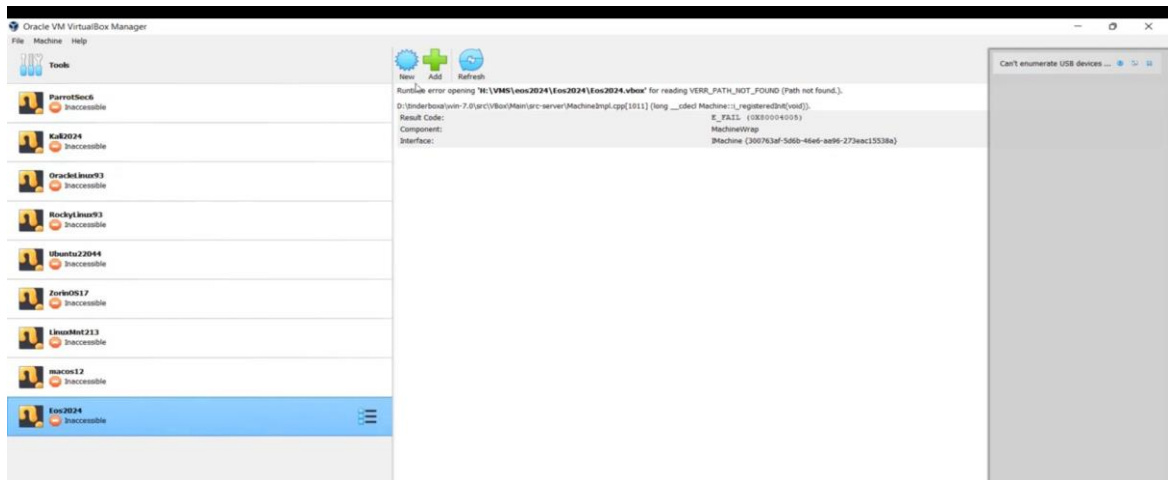 Oracle VM VirtualBox Manager
File Machine Help
Tools
ParrotSec6
Inaccessible
Kali2024
Inaccessible
OracleLinux93
Inaccessible
RockyLinux93
Inaccessible
Ubuntu22044
Inaccessible
ZorinOS17
Inaccessible
LinuxMnt213
Inaccessible
macos12
Inaccessible
Eos2024
Inaccessible
New Add Refresh
Runtime error opening 'H:\VMS\eos2024\Eos2024\Eos2024.vbox' for reading VERR_PATH_NOT_FOUND (Path not found.).
D:\tinderboxa\win-7.0\src\VBox\Main\src-server\MachineImpl.cpp[1011] (long __cdecl Machine::i_registeredInit(void)).
Result Code: E_FAIL (0X80004005)
Component: MachineWrap
Interface: IMachine {300763af-5d6b-46e6-aa96-273eac15538a}
Can't enumerate USB devices ...